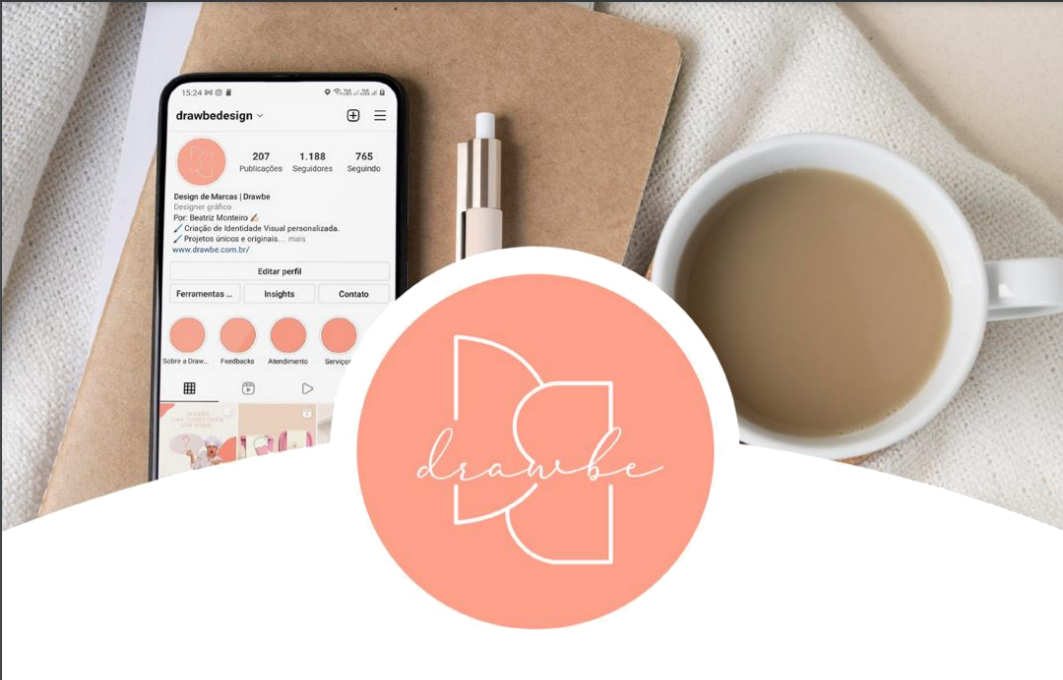 15:24
drawbedesign
207 1.188 765
Publicações Seguidores Seguindo
Design de Marcas | Drawbe
Designer gráfico
Por: Beatriz Monteiro ✍🏻
🖌️ Criação de Identidade Visual personalizada.
🖌️ Projetos únicos e originais.... mais
www.drawbe.com.br/
Editar perfil
Ferramentas ... Insights Contato
Sobre a Draw... Feedbacks Atendimento Serviços
drawbe